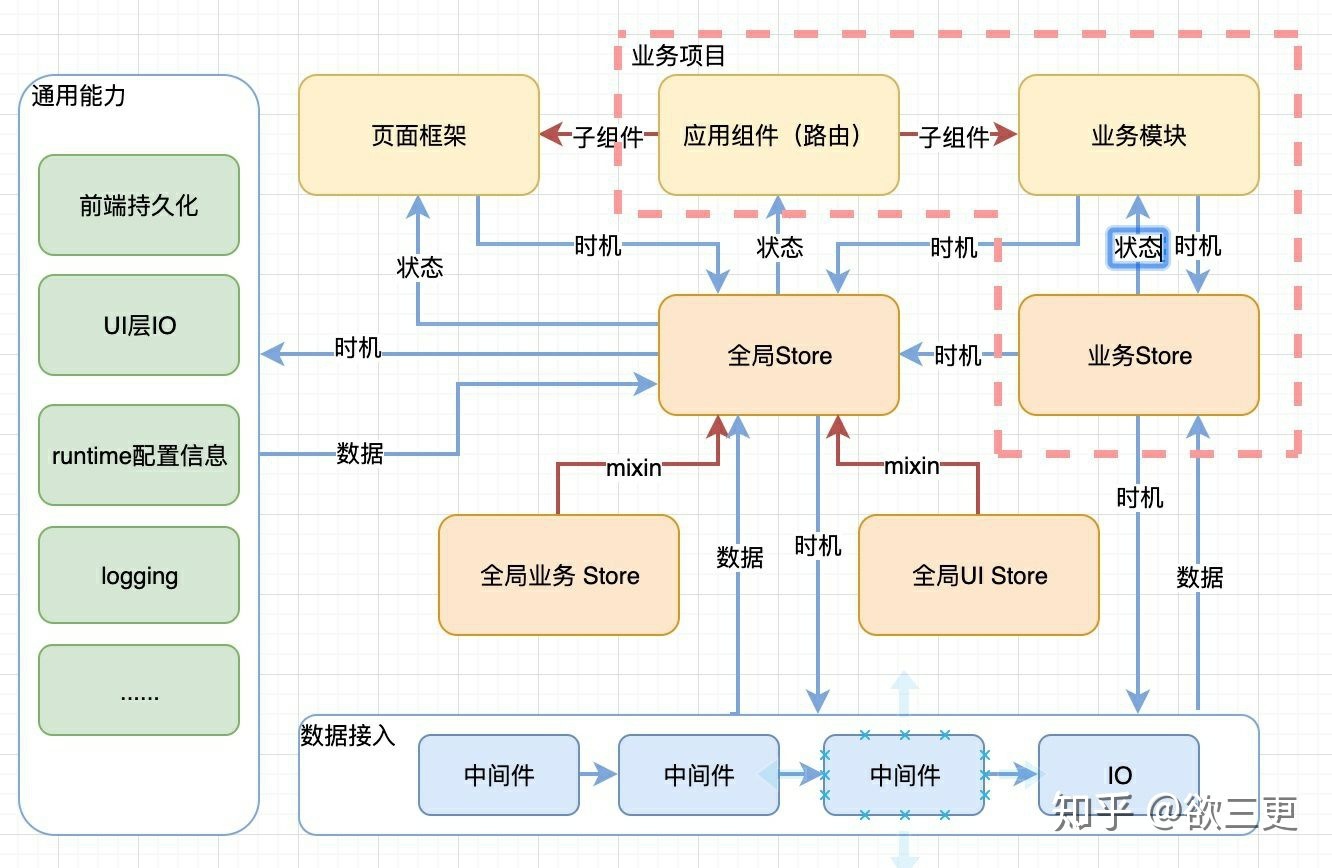 业务项目
通用能力
页面框架
子组件
应用组件（路由）
子组件
业务模块
前端持久化
时机
状态
时机
状态
时机
状态
UI层IO
时机
全局Store
时机
业务Store
runtime配置信息
数据
mixin
mixin
时机
logging
全局业务 Store
数据
时机
全局UI Store
数据
......
数据接入
中间件
中间件
中间件
IO
知乎 @欲三更